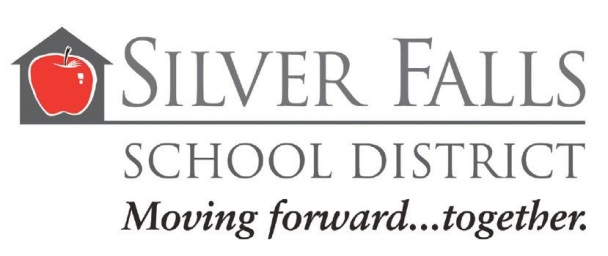 SILVER FALLS
SCHOOL DISTRICT
Moving forward...together.